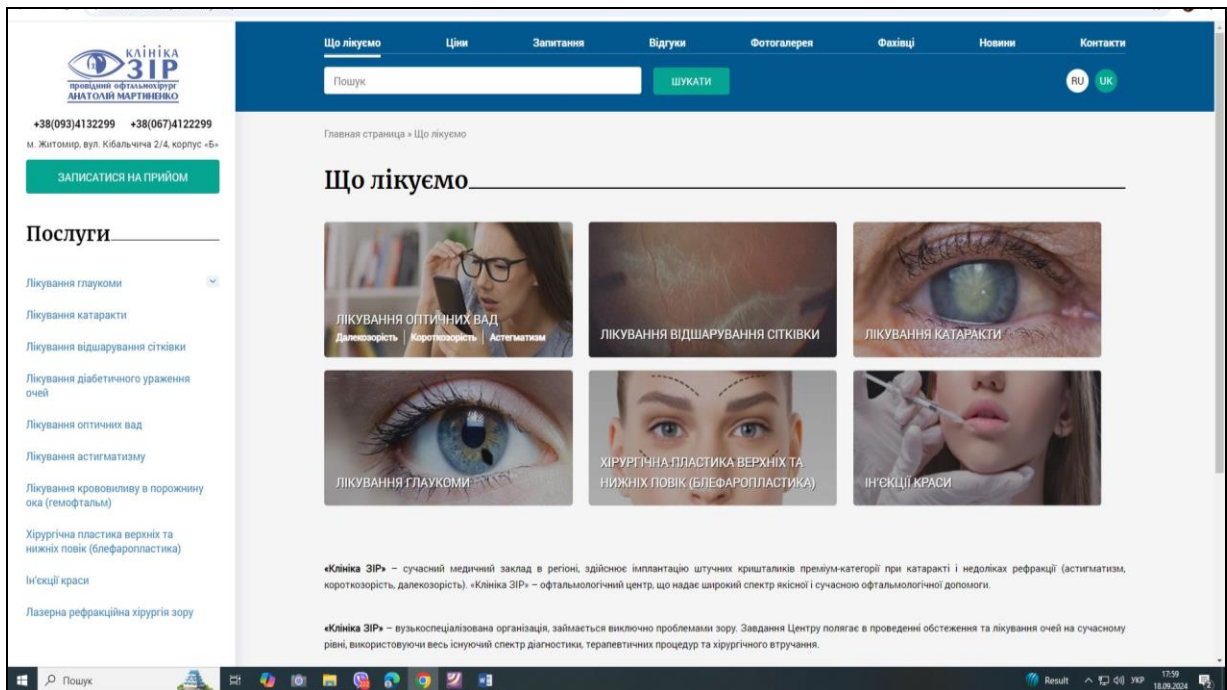 КЛІНІКА
ЗІР
провідний офтальмохірург
АНАТОЛІЙ МАРТИНЕНКО
+38(093)4132299 +38(067)4122299
м. Житомир, вул. Кібальчича 2/4, корпус «Б»
ЗАПИСАТИСЯ НА ПРИЙОМ
Послуги
Лікування глаукоми
Лікування катаракти
Лікування відшарування сітківки
Лікування діабетичного ураження
очей
Лікування оптичних вад
Лікування астигматизму
Лікування крововиливу в порожнину
ока (гемофтальм)
Хірургічна пластика верхніх та
нижніх повік (блефаропластика)
Ін'єкції краси
Лазерна рефракційна хірургія зору
Що лікуємо Ціни Запитання Відгуки Фотогалерея Фахівці Новини Контакти
Пошук ШУКАТИ RU UK
Главная страница » Що лікуємо
Що лікуємо
ЛІКУВАННЯ ОПТИЧНИХ ВАД
Далекозорість | Короткозорість | Астегматизм
ЛІКУВАННЯ ВІДШАРУВАННЯ СІТКІВКИ
ЛІКУВАННЯ КАТАРАКТИ
ЛІКУВАННЯ ГЛАУКОМИ
ХІРУРГІЧНА ПЛАСТИКА ВЕРХНІХ ТА
НИЖНІХ ПОВІК (БЛЕФАРОПЛАСТИКА)
ІН'ЄКЦІЇ КРАСИ
«Клініка ЗІР» – сучасний медичний заклад в регіоні, здійснює імплантацію штучних кришталиків преміум-категорії при катаракті і недоліках рефракції (астигматизм,
короткозорість, далекозорість). «Клініка ЗІР» – офтальмологічний центр, що надає широкий спектр якісної і сучасною офтальмологічної допомоги.
«Клініка ЗІР» – вузькоспеціалізована організація, займається виключно проблемами зору. Завдання Центру полягає в проведенні обстеження та лікування очей на сучасному
рівні, використовуючи весь існуючий спектр діагностики, терапевтичних процедур та хірургічного втручання.
Пошук Result УКР 17:59
18.09.2024